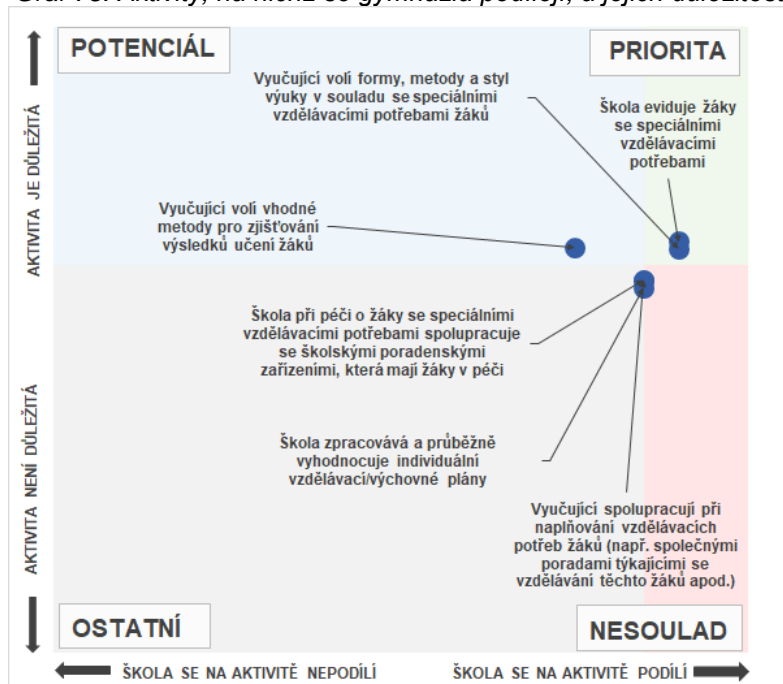 POTENCIÁL
PRIORITA
Vyučující volí formy, metody a styl
výuky v souladu se speciálními
vzdělávacími potřebami žáků
Škola eviduje žáky
se speciálními
vzdělávacími
potřebami
Vyučující volí vhodné
metody pro zjišťování
výsledků učení žáků
AKTIVITA JE DŮLEŽITÁ
Škola při péči o žáky se speciálními
vzdělávacími potřebami spolupracuje
se školskými poradenskými
zařízeními, která mají žáky v péči
Škola zpracovává a průběžně
vyhodnocuje individuální
vzdělávací/výchovné plány
AKTIVITA NENÍ DŮLEŽITÁ
Vyučující spolupracují při
naplňování vzdělávacích
potřeb žáků (např. společnými
poradami týkajícími se
vzdělávání těchto žáků apod.)
OSTATNÍ
NESOULAD
ŠKOLA SE NA AKTIVITĚ NEPODÍLÍ
ŠKOLA SE NA AKTIVITĚ PODÍLÍ